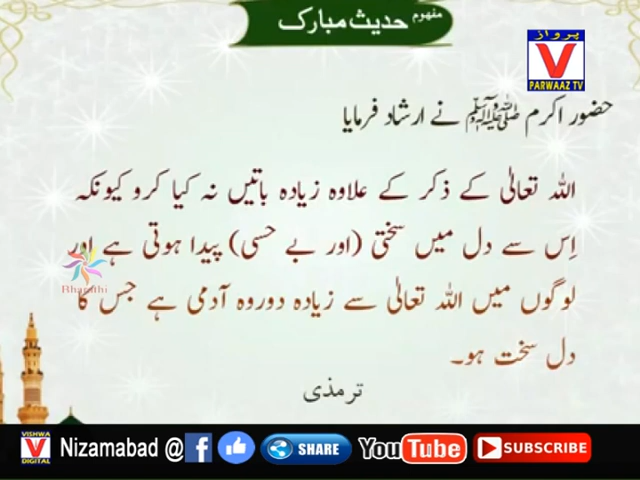 مفہوم حدیث مبارک
پرواز
V
PARWAAZ TV
حضور اکرم ﷺ نے ارشاد فرمایا
اللہ تعالیٰ کے ذکر کے علاوہ زیادہ باتیں نہ کیا کرو کیونکہ
اِس سے دل میں سختی (اور بے حسی) پیدا ہوتی ہے اور
لوگوں میں اللہ تعالیٰ سے زیادہ دوروہ آدمی ہے جس کا
دل سخت ہو۔
Bharathi
ترمذی
VISHWA V DIGITAL Nizamabad @ f SHARE YouTube SUBSCRIBE